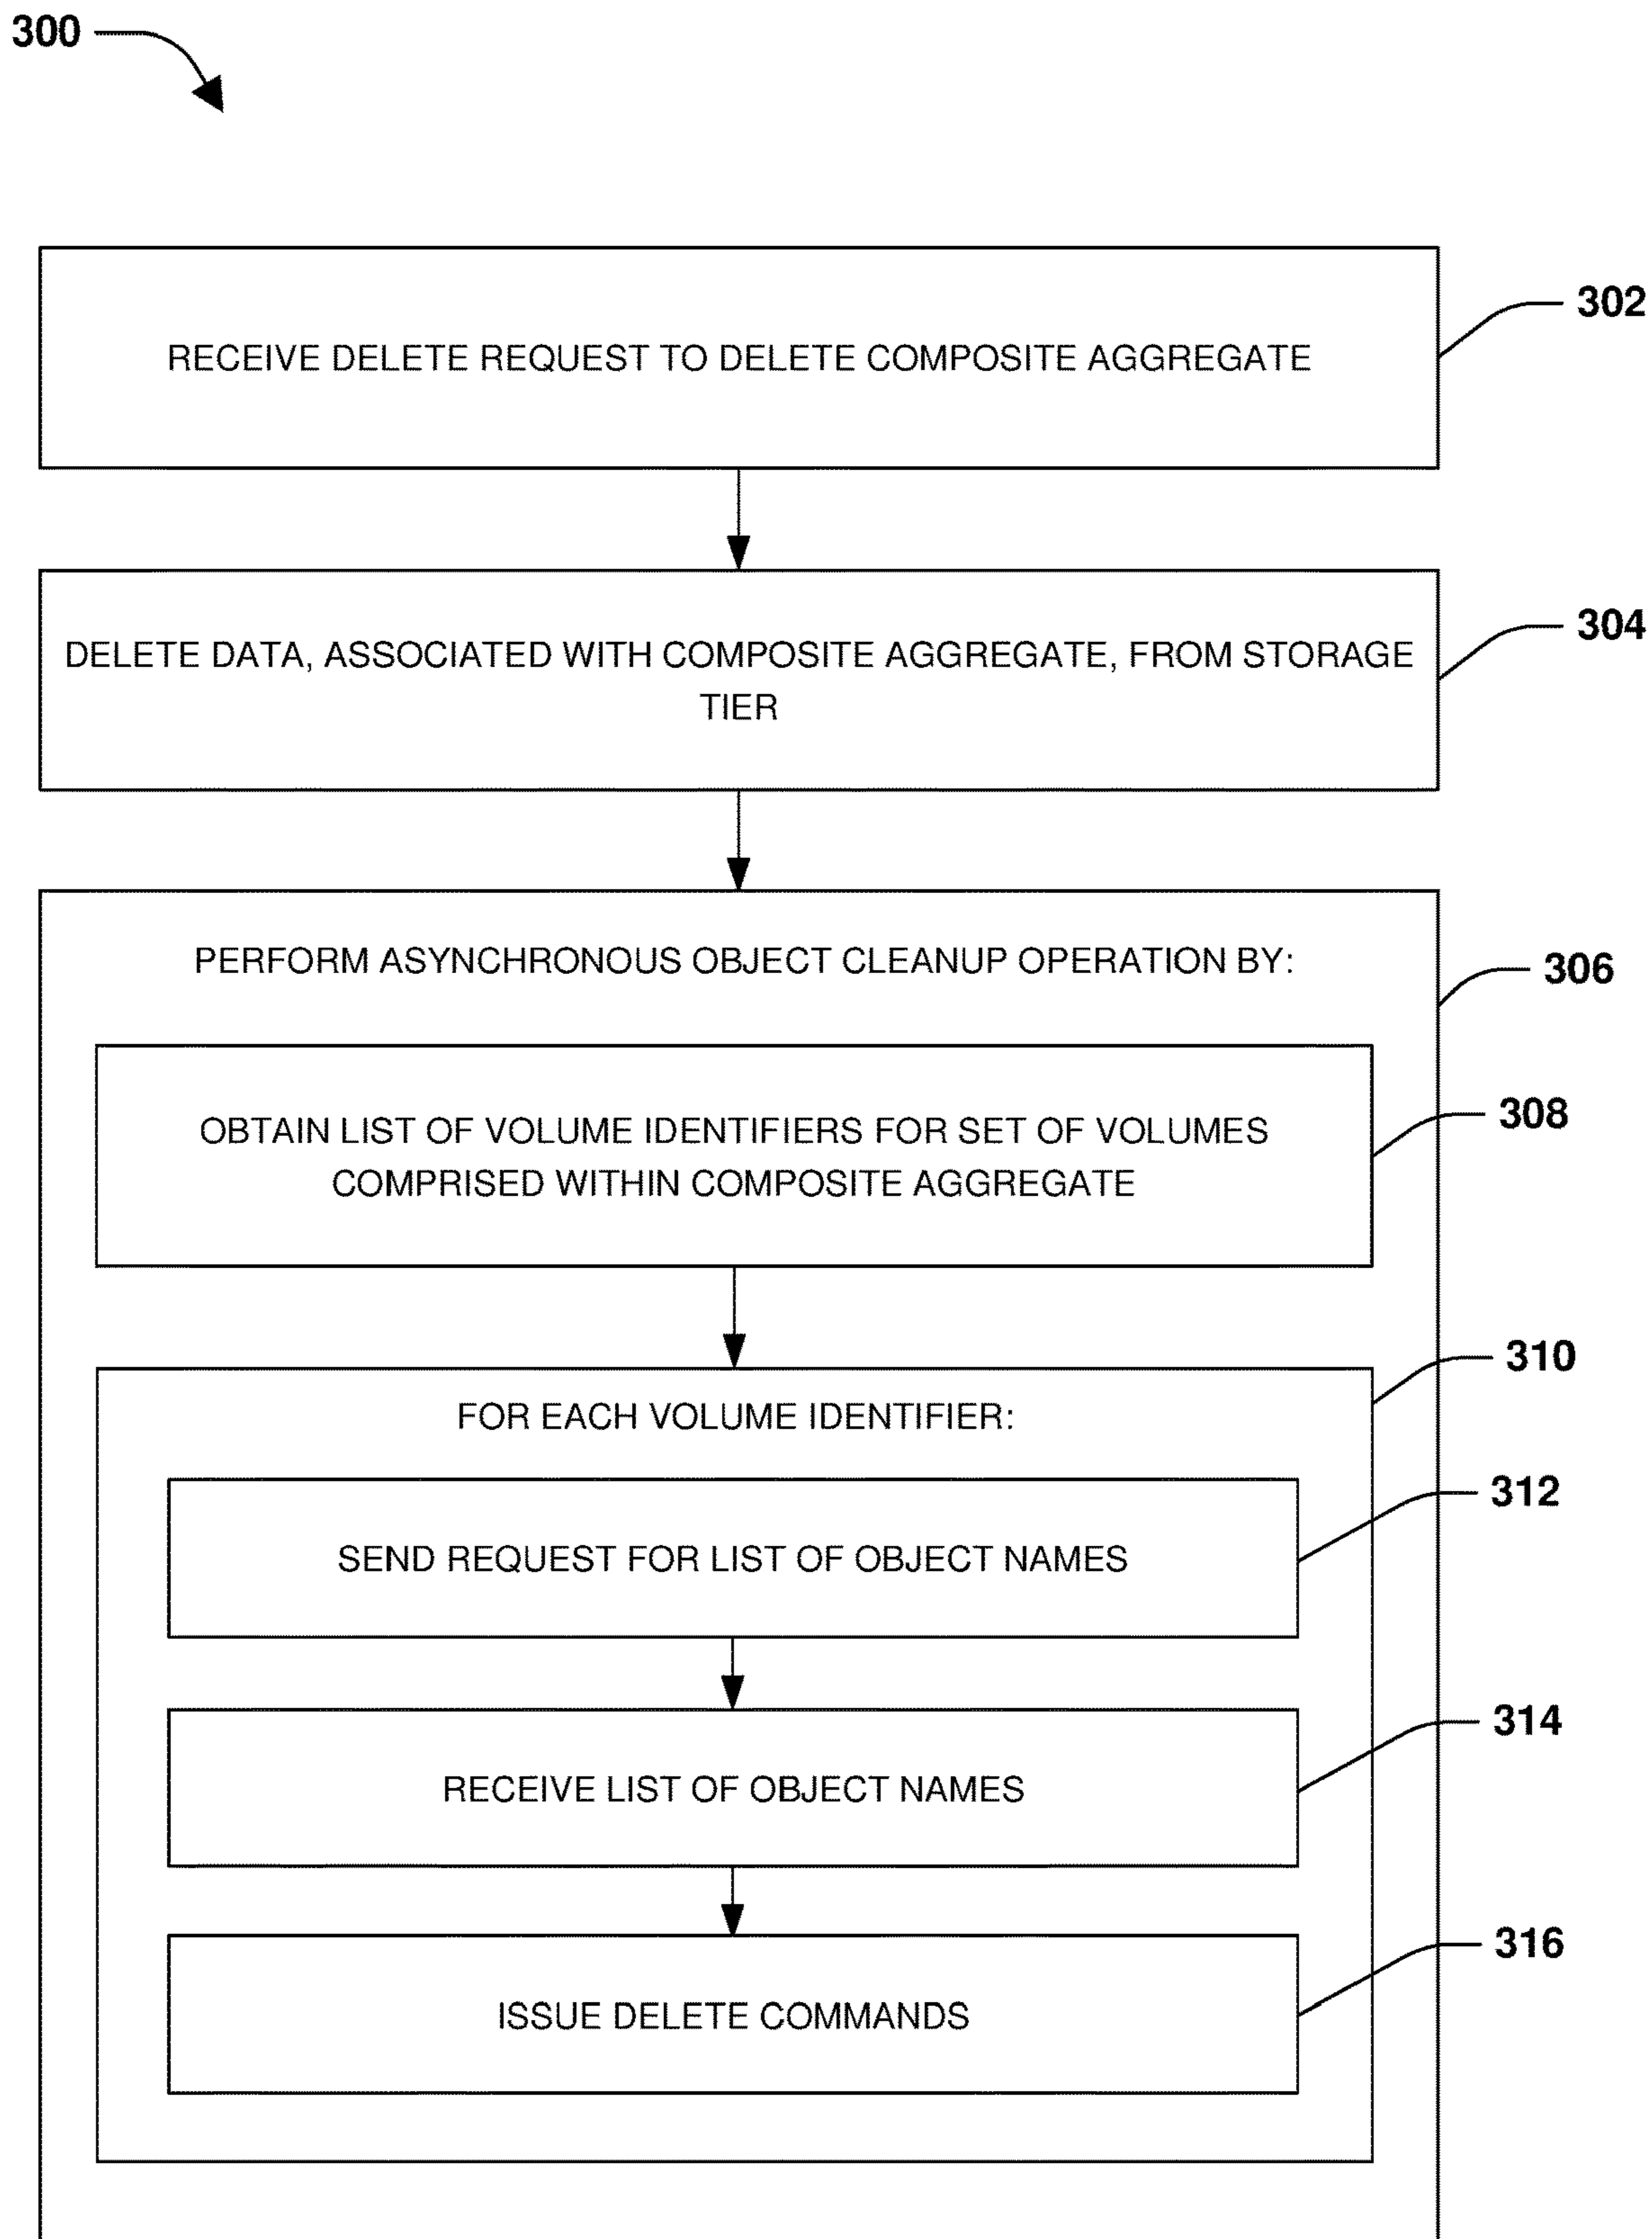 300
RECEIVE DELETE REQUEST TO DELETE COMPOSITE AGGREGATE
302
DELETE DATA, ASSOCIATED WITH COMPOSITE AGGREGATE, FROM STORAGE
TIER
304
PERFORM ASYNCHRONOUS OBJECT CLEANUP OPERATION BY:
306
OBTAIN LIST OF VOLUME IDENTIFIERS FOR SET OF VOLUMES
COMPRISED WITHIN COMPOSITE AGGREGATE
308
FOR EACH VOLUME IDENTIFIER:
310
SEND REQUEST FOR LIST OF OBJECT NAMES
312
RECEIVE LIST OF OBJECT NAMES
314
ISSUE DELETE COMMANDS
316